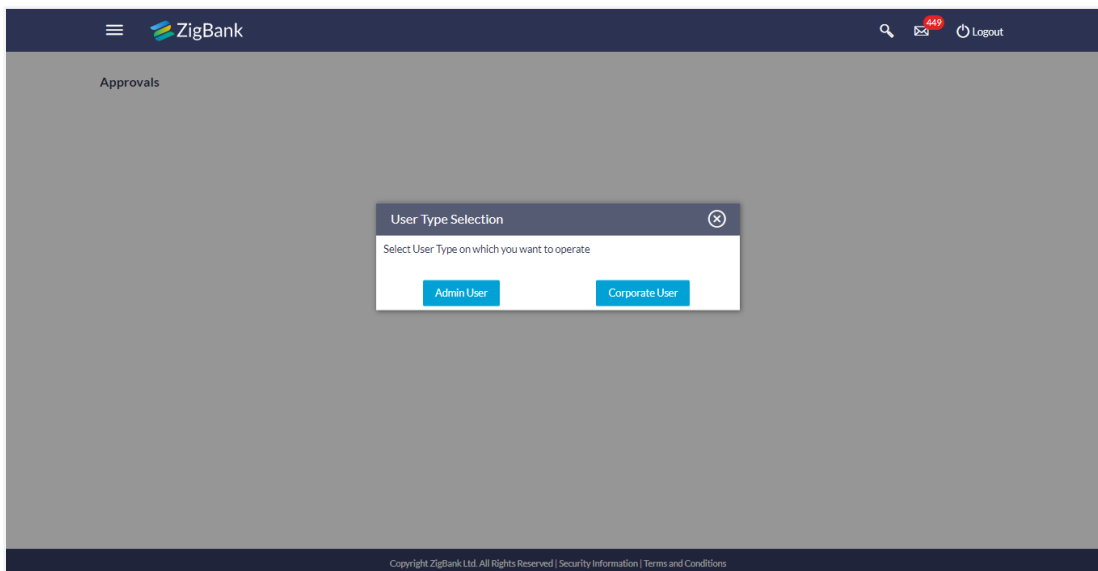 ZigBank
449
Logout
Approvals
User Type Selection
Select User Type on which you want to operate
Admin User
Corporate User
Copyright ZigBank Ltd. All Rights Reserved | Security Information | Terms and Conditions